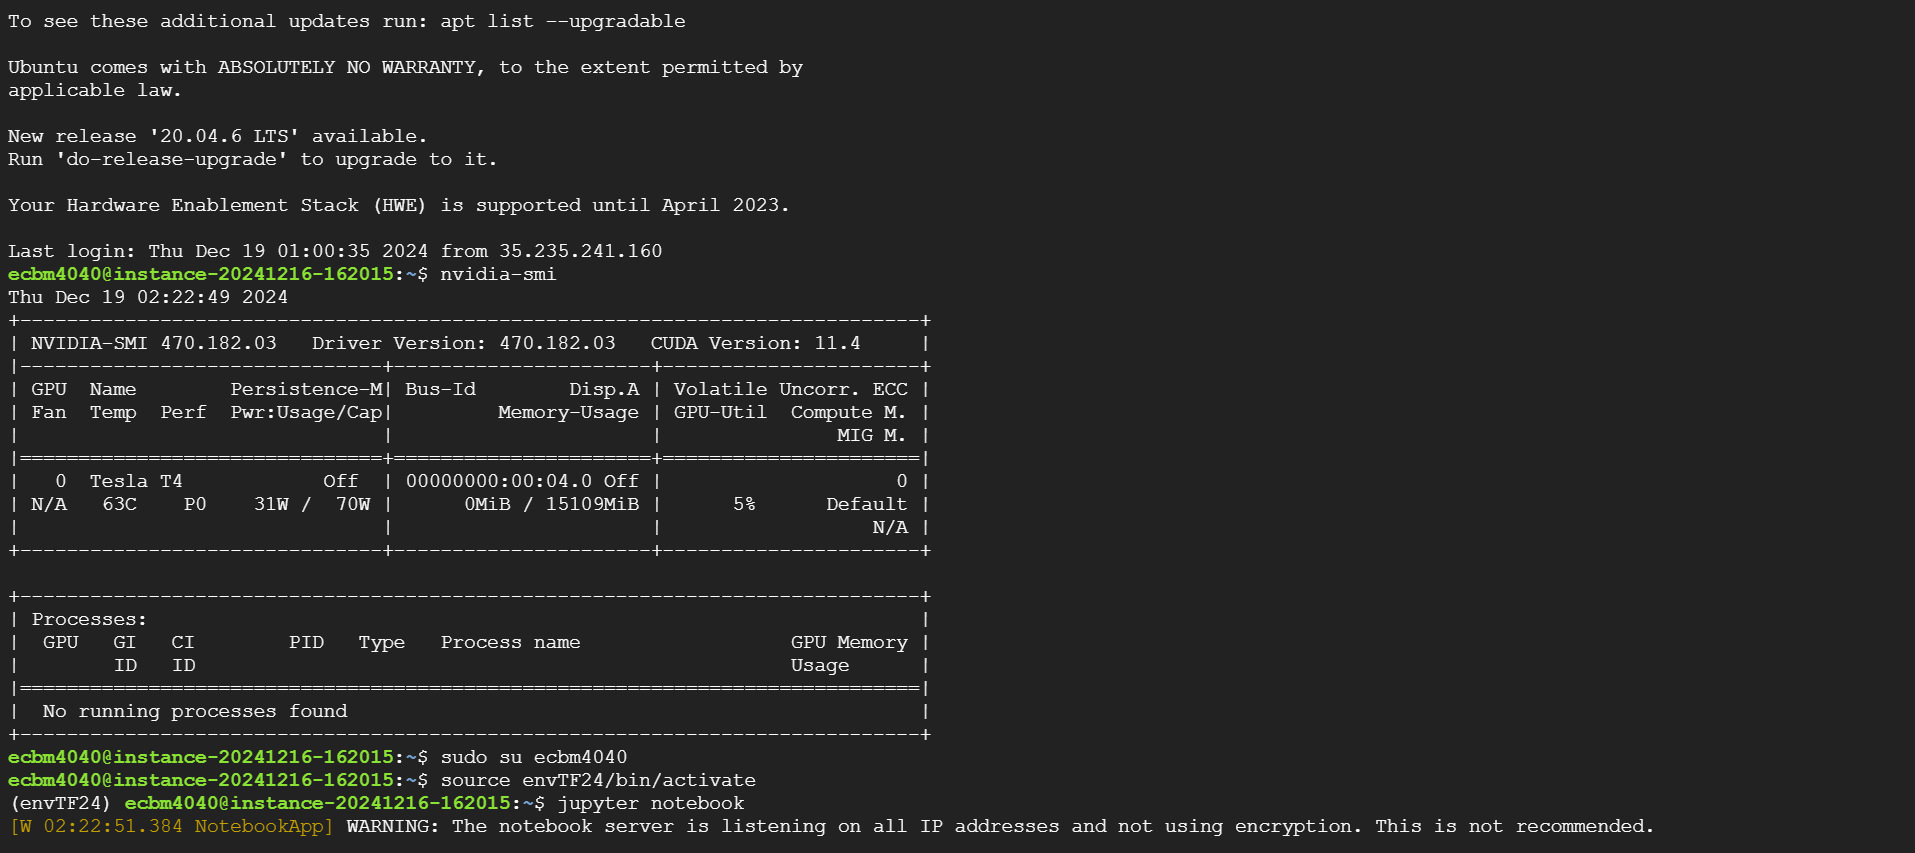 To see these additional updates run: apt list --upgradable
Ubuntu comes with ABSOLUTELY NO WARRANTY, to the extent permitted by
applicable law.
New release '20.04.6 LTS' available.
Run 'do-release-upgrade' to upgrade to it.
Your Hardware Enablement Stack (HWE) is supported until April 2023.
Last login: Thu Dec 19 01:00:35 2024 from 35.235.241.160
ecbm4040@instance-20241216-162015:~$ nvidia-smi
Thu Dec 19 02:22:49 2024
+-----------------------------------------------------------------------------+
| NVIDIA-SMI 470.182.03   Driver Version: 470.182.03   CUDA Version: 11.4     |
|-------------------------------+----------------------+----------------------+
| GPU  Name        Persistence-M| Bus-Id        Disp.A | Volatile Uncorr. ECC |
| Fan  Temp  Perf  Pwr:Usage/Cap|         Memory-Usage | GPU-Util  Compute M. |
|                               |                      |               MIG M. |
|===============================+======================+======================|
|   0  Tesla T4            Off  | 00000000:00:04.0 Off |                    0 |
| N/A   63C    P0    31W /  70W |      0MiB / 15109MiB |      5%      Default |
|                               |                      |                  N/A |
+-------------------------------+----------------------+----------------------+
+-----------------------------------------------------------------------------+
| Processes:                                                                  |
|  GPU   GI   CI        PID   Type   Process name                  GPU Memory |
|        ID   ID                                                   Usage      |
|=============================================================================|
|  No running processes found                                                 |
+-----------------------------------------------------------------------------+
ecbm4040@instance-20241216-162015:~$ sudo su ecbm4040
ecbm4040@instance-20241216-162015:~$ source envTF24/bin/activate
(envTF24) ecbm4040@instance-20241216-162015:~$ jupyter notebook
[W 02:22:51.384 NotebookApp] WARNING: The notebook server is listening on all IP addresses and not using encryption. This is not recommended.